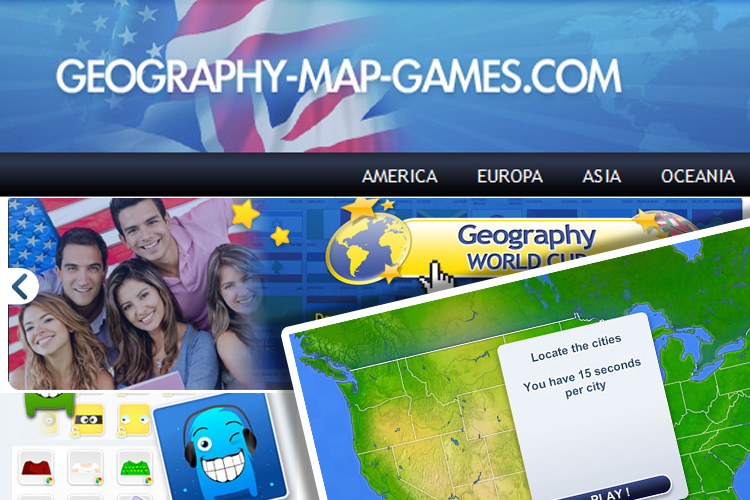 GEOGRAPHY-MAP-GAMES.COM
AMERICA EUROPA ASIA OCEANIA
Geography
WORLD CUP
Locate the cities
You have 15 seconds
per city
PLAY !